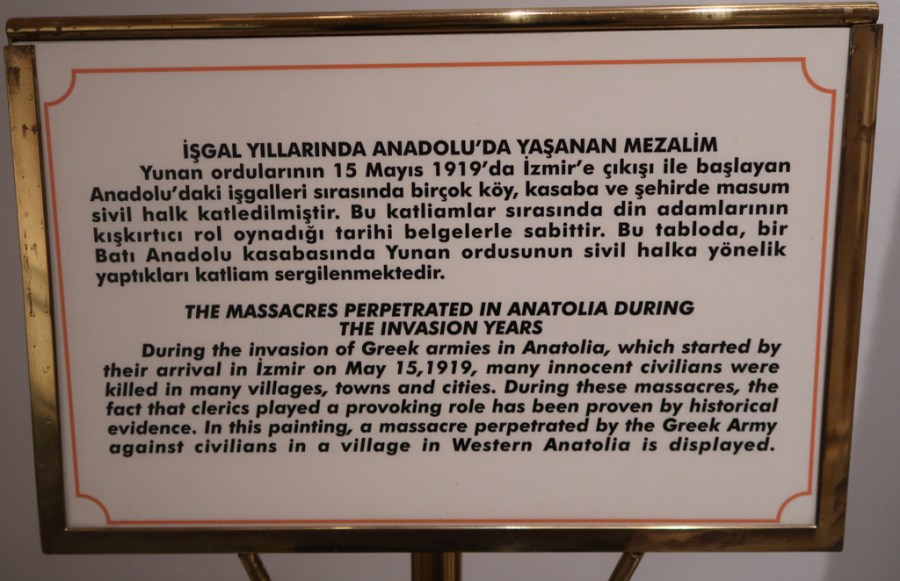 İŞGAL YILLARINDA ANADOLU'DA YAŞANAN MEZALİM
Yunan ordularının 15 Mayıs 1919'da İzmir'e çıkışı ile başlayan
Anadolu'daki işgalleri sırasında birçok köy, kasaba ve şehirde masum
sivil halk katledilmiştir. Bu katliamlar sırasında din adamlarının
kışkırtıcı rol oynadığı tarihi belgelerle sabittir. Bu tabloda, bir
Batı Anadolu kasabasında Yunan ordusunun sivil halka yönelik
yaptıkları katliam sergilenmektedir.
THE MASSACRES PERPETRATED IN ANATOLIA DURING
THE INVASION YEARS
During the invasion of Greek armies in Anatolia, which started by
their arrival in İzmir on May 15,1919, many innocent civilians were
killed in many villages, towns and cities. During these massacres, the
fact that clerics played a provoking role has been proven by historical
evidence. In this painting, a massacre perpetrated by the Greek Army
against civilians in a village in Western Anatolia is displayed.